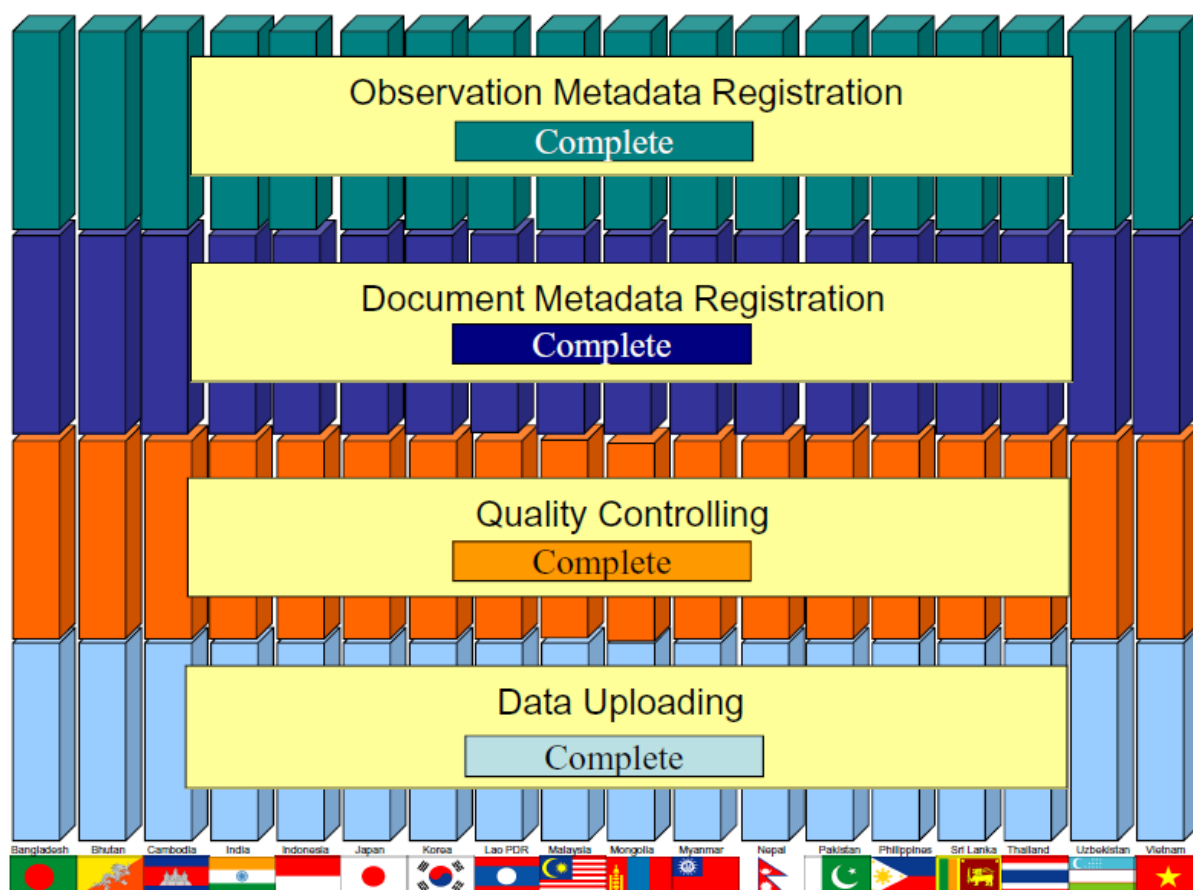 Observation Metadata Registration
Complete
Document Metadata Registration
Complete
Quality Controlling
Complete
Data Uploading
Complete
Bangladesh Bhutan Cambodia India Indonesia Japan Korea Lao PDR Malaysia Mongolia Myanmar Nepal Pakistan Philippines Sri Lanka Thailand Uzbekistan Vietnam